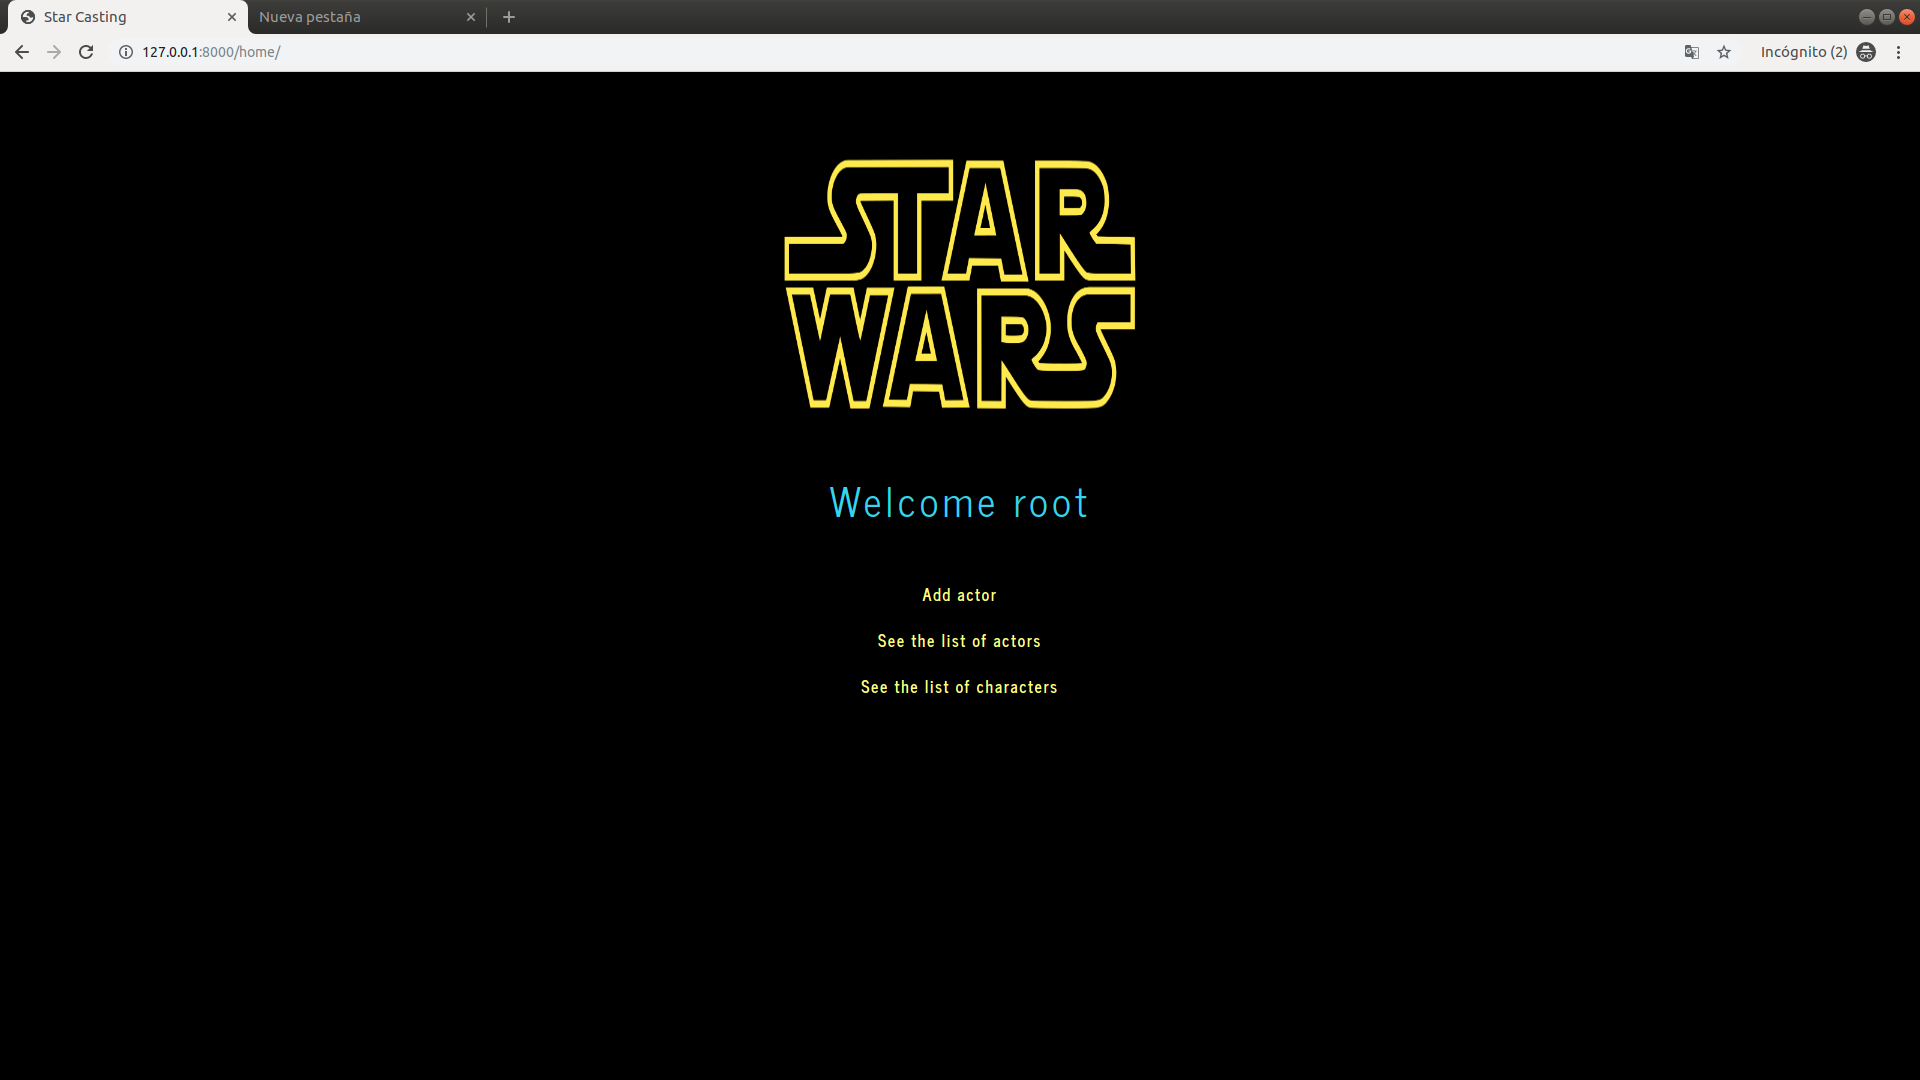 Star Casting
Nueva pestaña
127.0.0.1:8000/home/
Incógnito (2)
STAR
WARS
Welcome root
Add actor
See the list of actors
See the list of characters